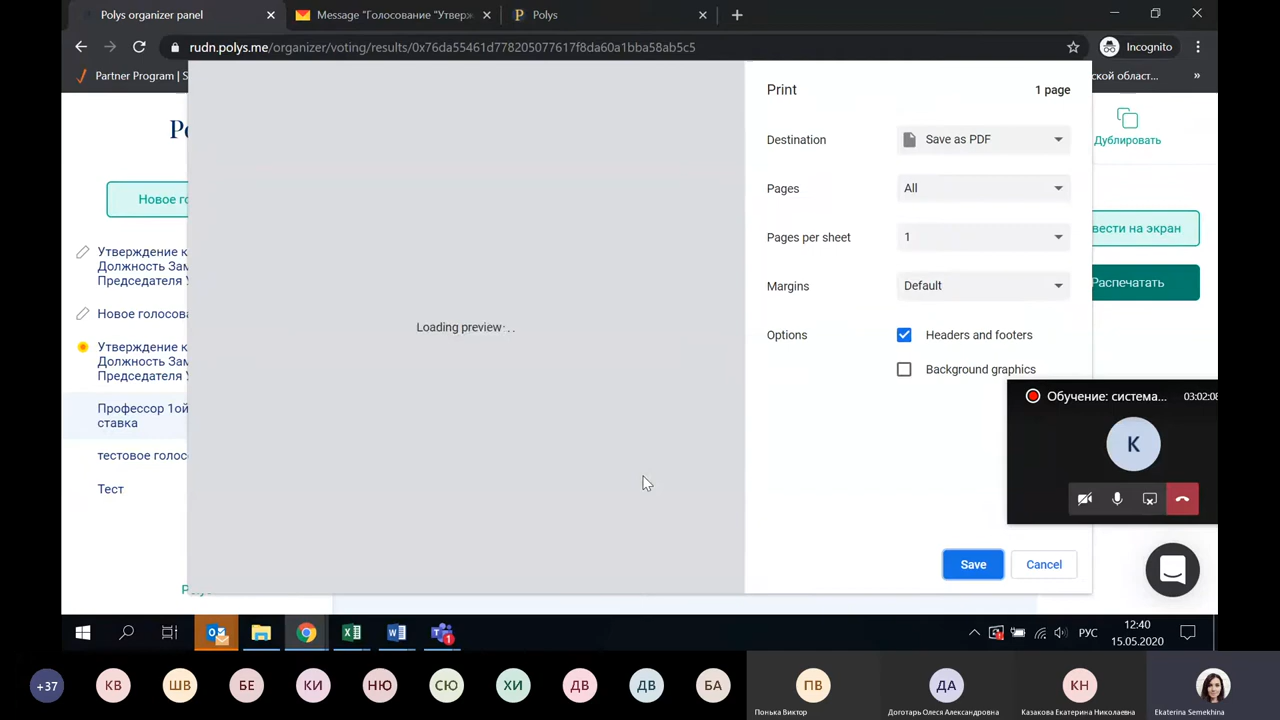 Polys organizer panel
Message "Голосование "Утверж
Polys
rudn.polys.me/organizer/voting/results/0x76da55461d778205077617f8da60a1bba58ab5c5
Incognito
Partner Program | S
ской област...
»
Print
1 page
Destination
Save as PDF
Pages
All
Pages per sheet
1
Margins
Default
Options
Headers and footers
Background graphics
Loading preview
Save
Cancel
Дублировать
вести на экран
Распечатать
Новое го
Утверждение к
Должность Зам
Председателя У
Новое голосова
Утверждение к
Должность Зам
Председателя У
Профессор 1ой
ставка
тестовое голос
Тест
Polys
Обучение: система...
03:02:08
K
РУС
12:40
15.05.2020
1
+37
КВ
ШВ
БЕ
КИ
НЮ
СЮ
ХИ
ДВ
ДВ
БА
ПВ
Понька Виктор
ДА
Доготарь Олеся Александровна
КН
Казакова Екатерина Николаевна
Ekaterina Semekhina